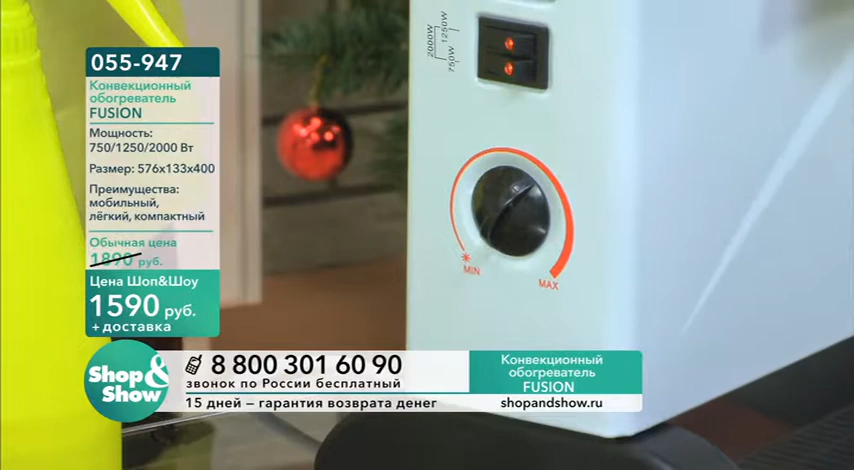 055-947
Конвекционный
обогреватель
FUSION
Мощность:
750/1250/2000 Вт
Размер: 576x133x400
Преимущества:
мобильный,
лёгкий, компактный
Обычная цена
1890 руб.
Цена Шоп&Шоу
1590 руб.
+ доставка
750W
1250W
2000W
MIN
MAX
Shop&
Show
8 800 301 60 90
звонок по России бесплатный
15 дней – гарантия возврата денег
Конвекционный
обогреватель
FUSION
shopandshow.ru